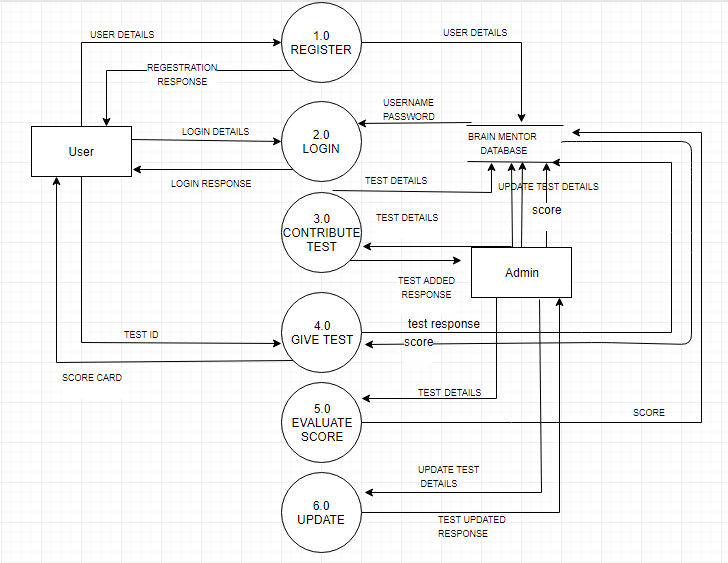 USER DETAILS
1.0
REGISTER
USER DETAILS
REGESTRATION
RESPONSE
USERNAME
PASSWORD
LOGIN DETAILS
2.0
LOGIN
BRAIN MENTOR
DATABASE
User
LOGIN RESPONSE
TEST DETAILS
UPDATE TEST DETAILS
score
3.0
CONTRIBUTE
TEST
TEST DETAILS
Admin
TEST ADDED
RESPONSE
4.0
GIVE TEST
test response
score
TEST ID
SCORE CARD
TEST DETAILS
5.0
EVALUATE
SCORE
SCORE
UPDATE TEST
DETAILS
6.0
UPDATE
TEST UPDATED
RESPONSE